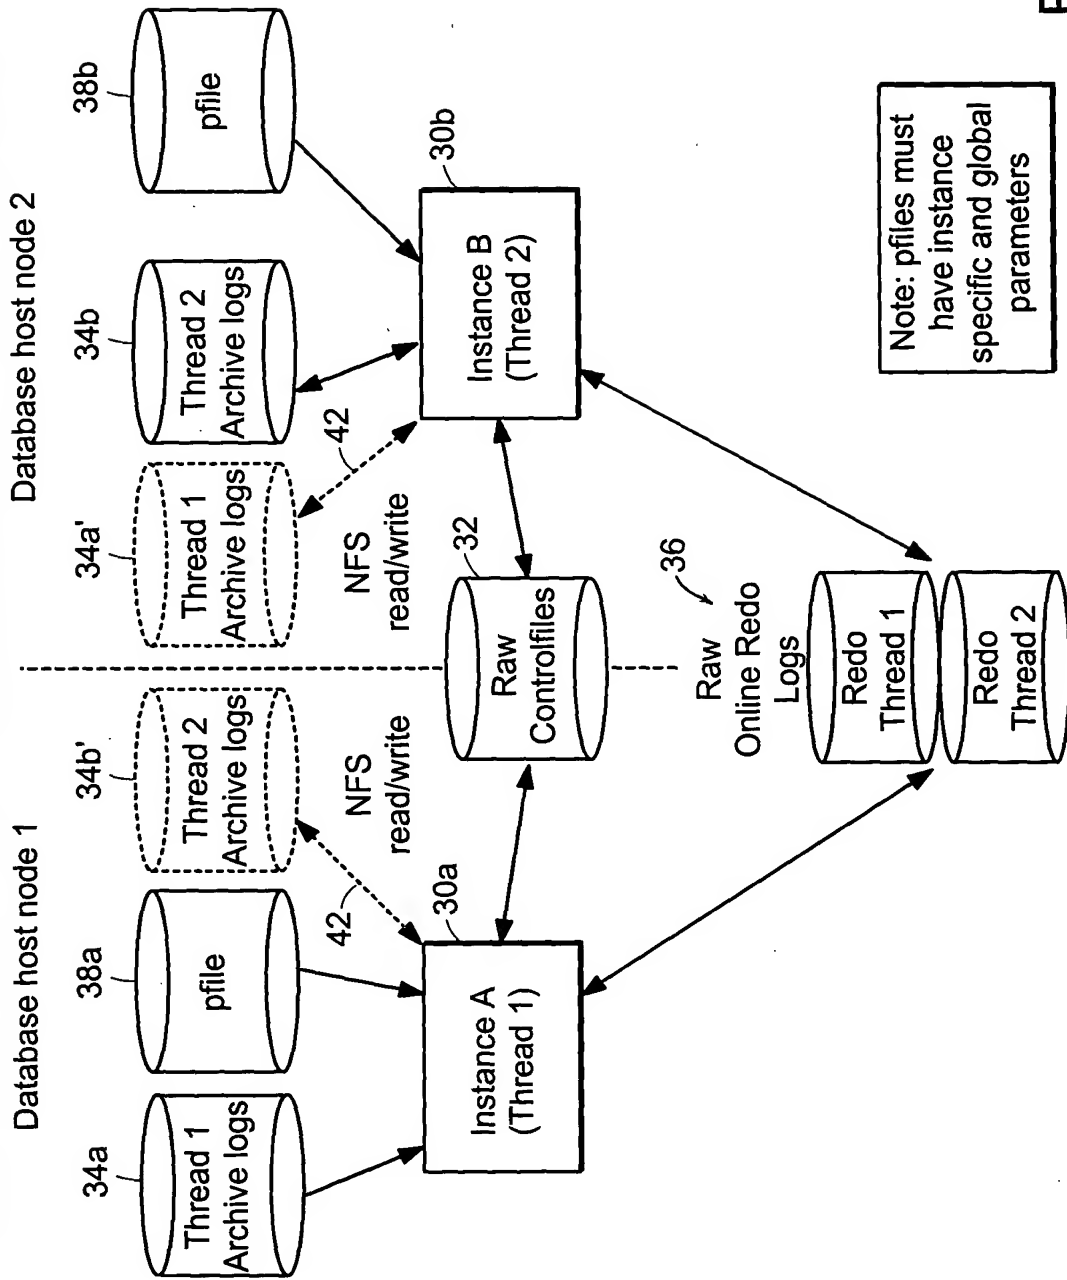 Database host node 1
Database host node 2
34a
38a
34b'
34a'
34b
38b
Thread 1
Archive logs
pfile
Thread 2
Archive logs
Thread 1
Archive logs
Thread 2
Archive logs
pfile
42
NFS
read/write
NFS
read/write
42
30a
32
30b
Instance A
(Thread 1)
Raw
Controlfiles
Instance B
(Thread 2)
Raw
Online Redo
Logs
36
Redo
Thread 1
Redo
Thread 2
Note: pfiles must
have instance
specific and global
parameters